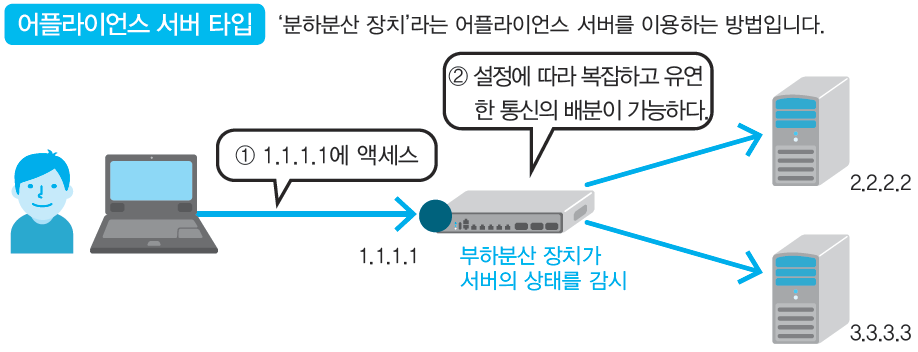 어플라이언스 서버 타입
‘분하분산 장치’라는 어플라이언스 서버를 이용하는 방법입니다.
② 설정에 따라 복잡하고 유연
한 통신의 배분이 가능하다.
① 1.1.1.1에 액세스
2.2.2.2
1.1.1.1
부하분산 장치가
서버의 상태를 감시
3.3.3.3